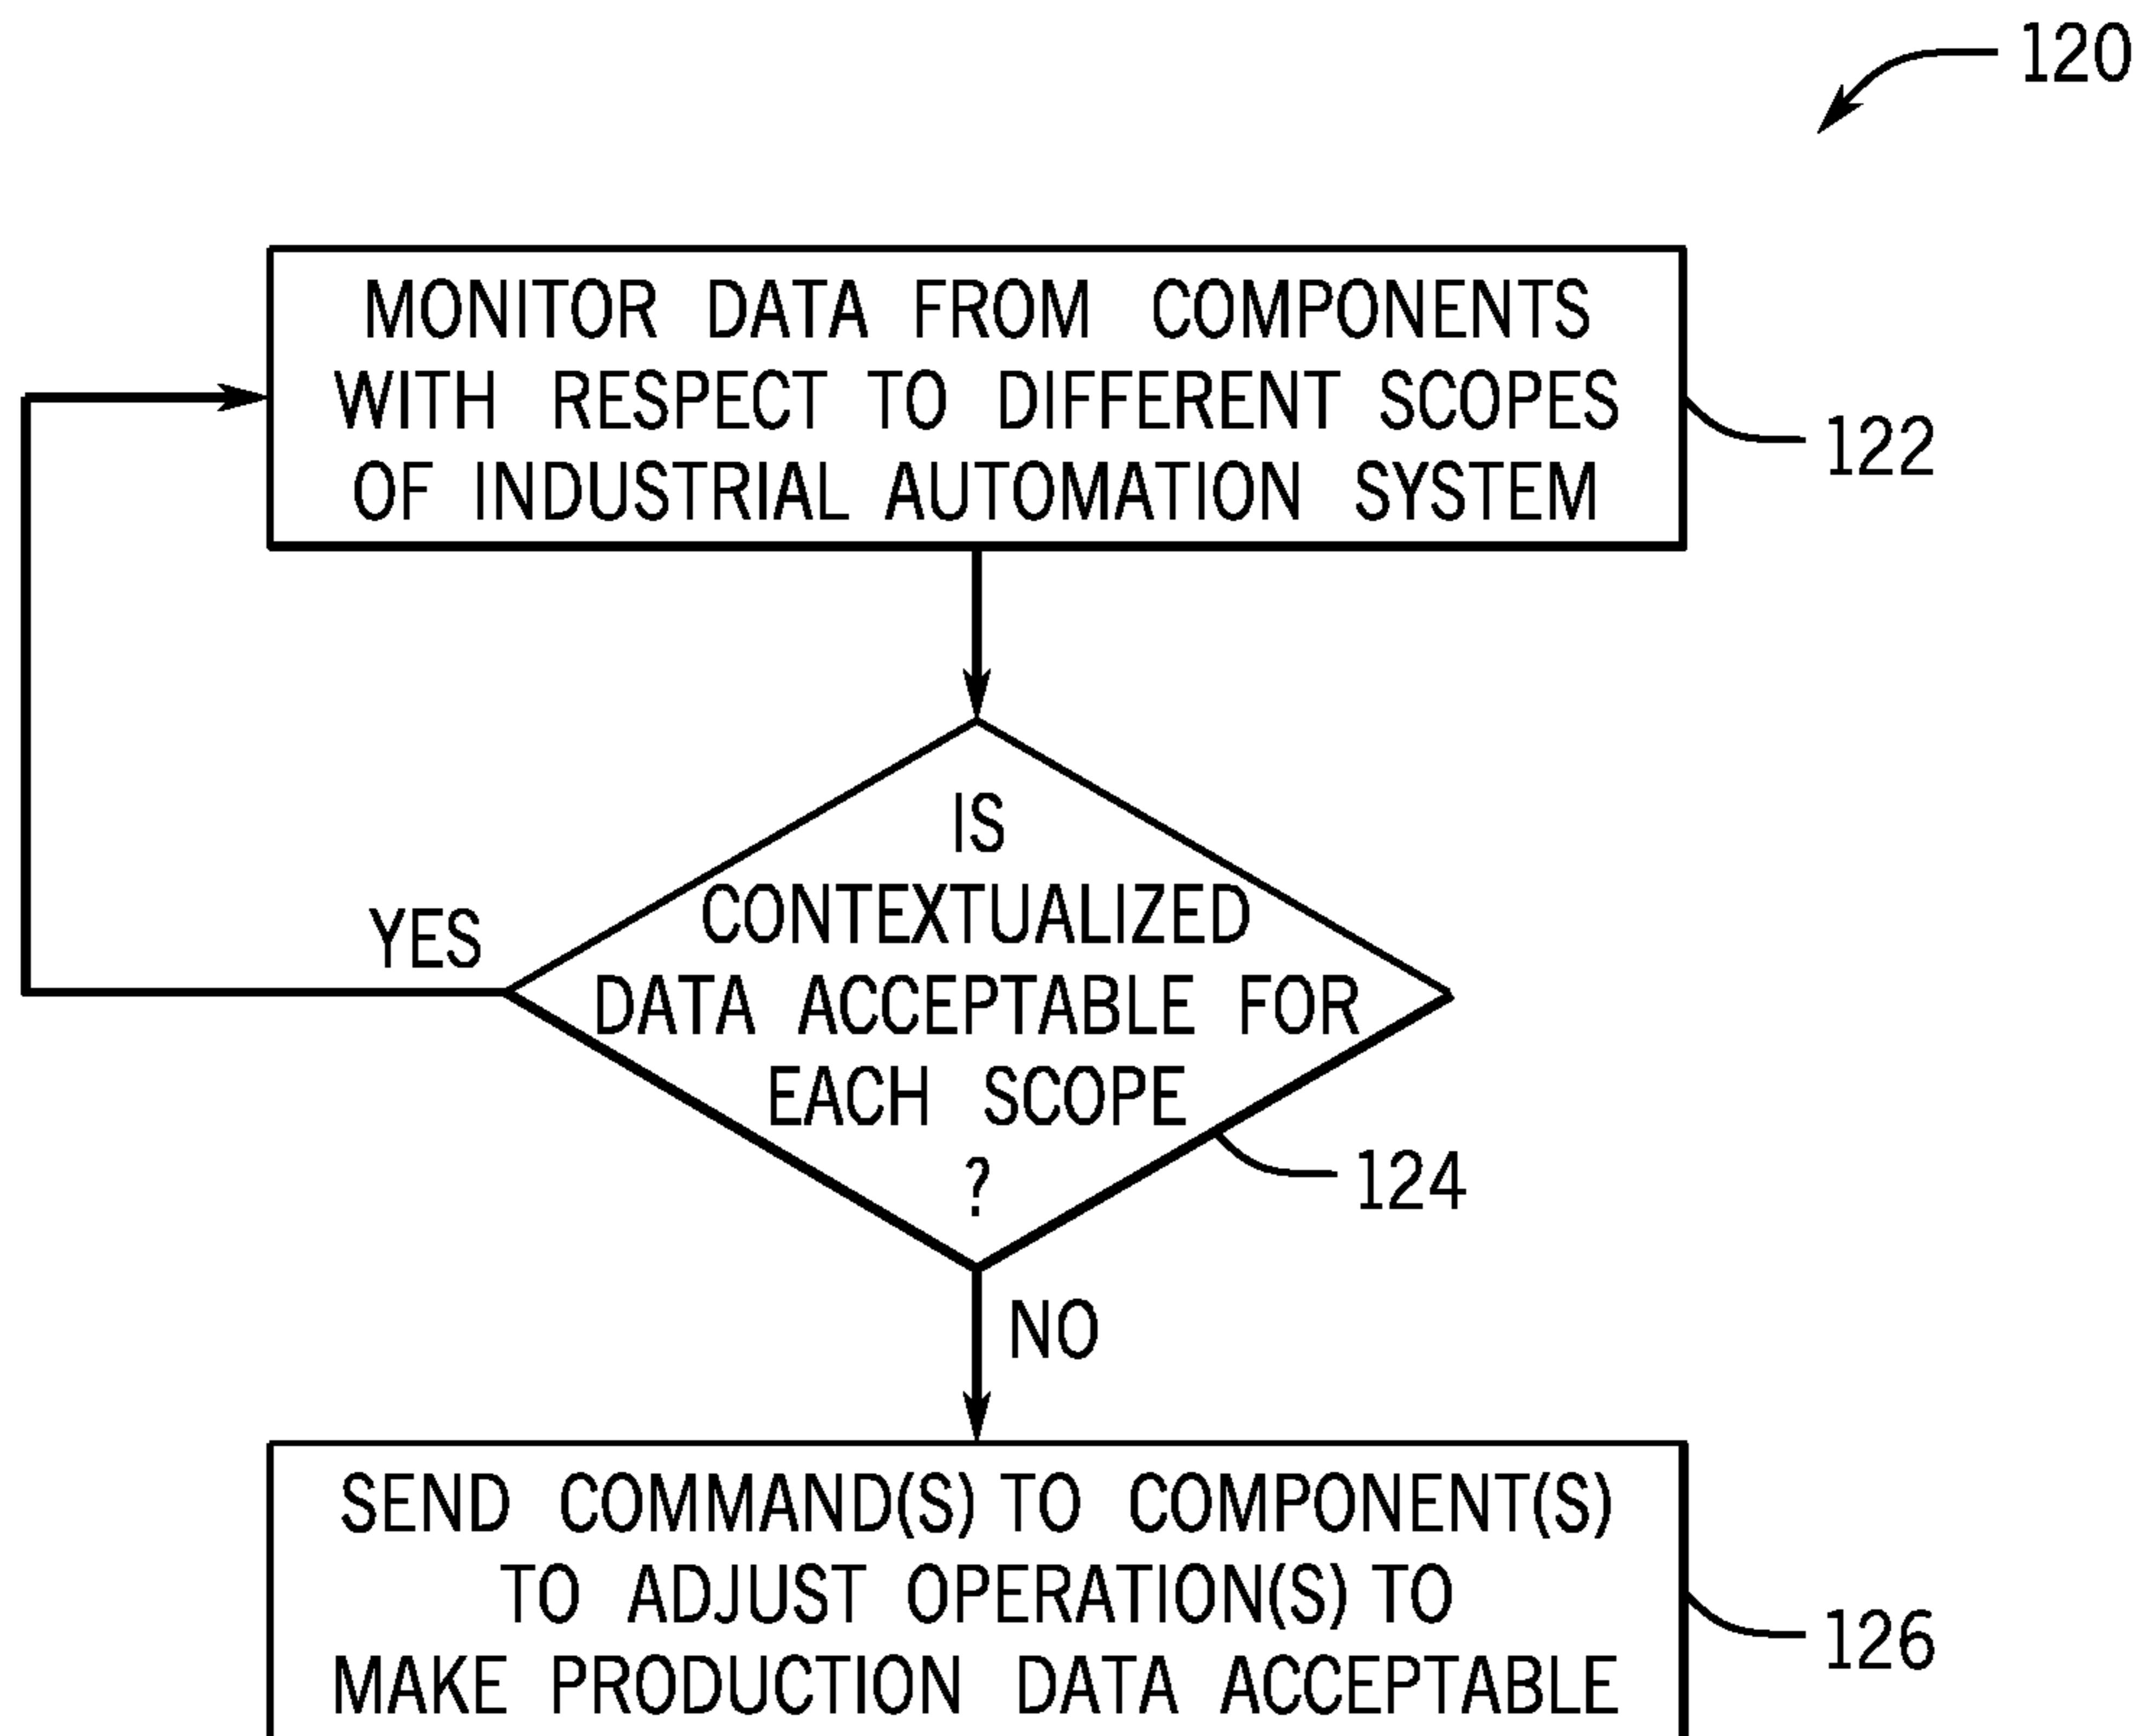 120
MONITOR DATA FROM COMPONENTS
WITH RESPECT TO DIFFERENT SCOPES
OF INDUSTRIAL AUTOMATION SYSTEM
122
IS
CONTEXTUALIZED
DATA ACCEPTABLE FOR
EACH SCOPE
?
YES
124
NO
SEND COMMAND(S) TO COMPONENT(S)
TO ADJUST OPERATION(S) TO
MAKE PRODUCTION DATA ACCEPTABLE
126